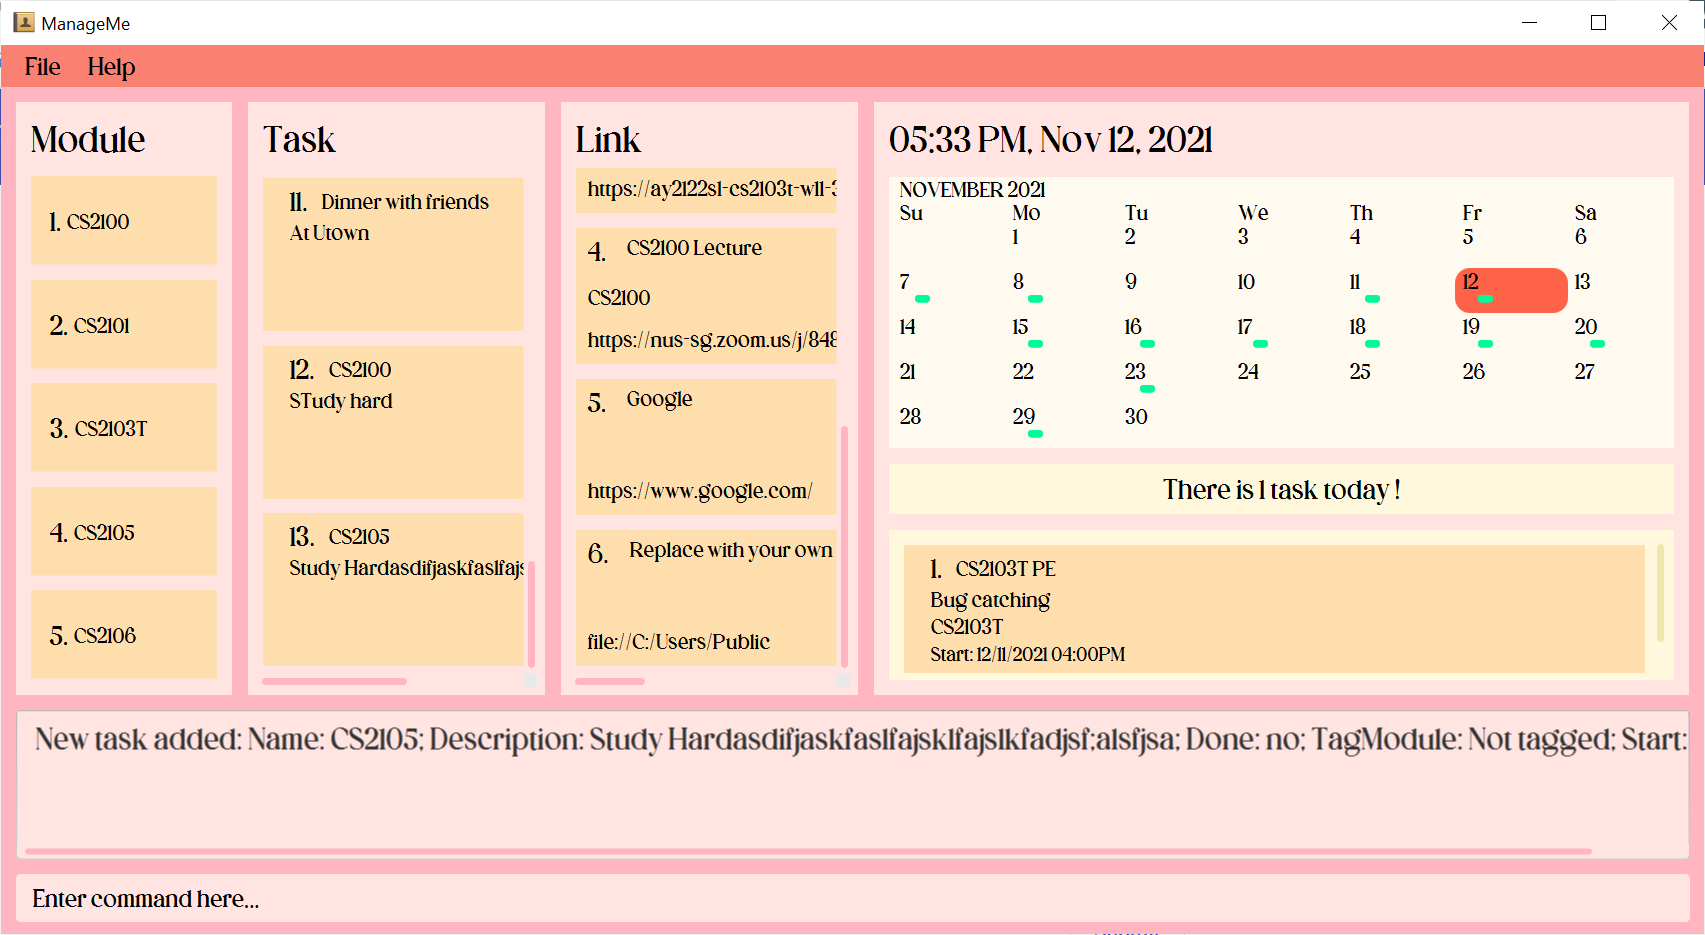 ManageMe
File Help
Module
1. CS2100
2. CS2101
3. CS2103T
4. CS2105
5. CS2106
Task
11. Dinner with friends
At Utown
12. CS2100
STudy hard
13. CS2105
Study Hardasdifjaskfaslfajs
Link
https://ay2122s1-cs2103t-w11-3
4. CS2100 Lecture
CS2100
https://nus-sg.zoom.us/j/848
5. Google
https://www.google.com/
6. Replace with your own
file://C:/Users/Public
05:33 PM, Nov 12, 2021
NOVEMBER 2021
Su Mo Tu We Th Fr Sa
1 2 3 4 5 6
7 8 9 10 11 12 13
14 15 16 17 18 19 20
21 22 23 24 25 26 27
28 29 30
There is 1 task today !
1. CS2103T PE
Bug catching
CS2103T
Start: 12/11/2021 04:00PM
New task added: Name: CS2105; Description: Study Hardasdifjaskfaslfajsklfajslkfadjsf;alsfjsa; Done: no; TagModule: Not tagged; Start:
Enter command here...